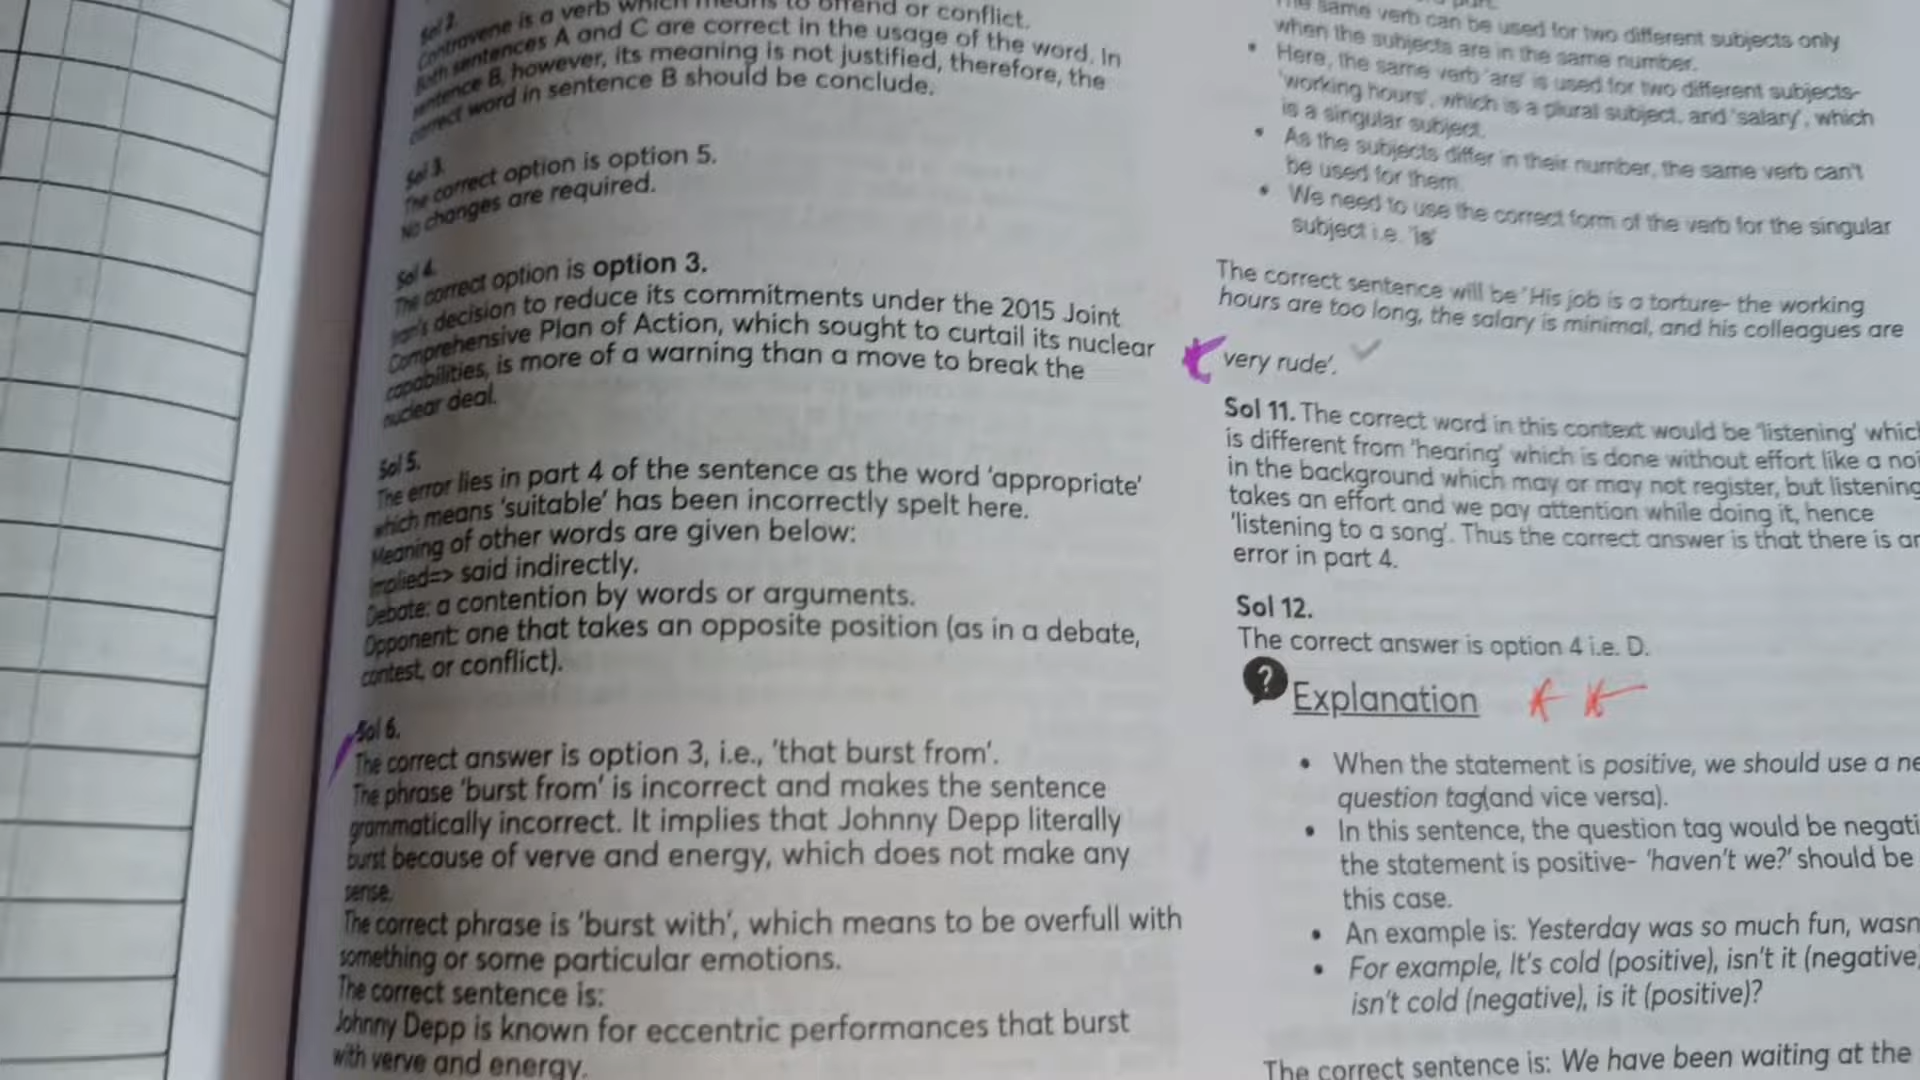 Sol 2.
Contravene is a verb which means to offend or conflict.
Both sentences A and C are correct in the usage of the word. In
sentence B, however, its meaning is not justified, therefore, the
correct word in sentence B should be conclude.
Sol 3.
The correct option is option 5.
No changes are required.
Sol 4.
The correct option is option 3.
Iran's decision to reduce its commitments under the 2015 Joint
Comprehensive Plan of Action, which sought to curtail its nuclear
capabilities, is more of a warning than a move to break the
nuclear deal.
Sol 5.
The error lies in part 4 of the sentence as the word 'appropriate'
which means 'suitable' has been incorrectly spelt here.
Meaning of other words are given below:
Implied=> said indirectly.
Debate: a contention by words or arguments.
Opponent: one that takes an opposite position (as in a debate,
contest, or conflict).
Sol 6.
The correct answer is option 3, i.e., 'that burst from'.
The phrase 'burst from' is incorrect and makes the sentence
grammatically incorrect. It implies that Johnny Depp literally
burst because of verve and energy, which does not make any
sense.
The correct phrase is 'burst with', which means to be overfull with
something or some particular emotions.
The correct sentence is:
Johnny Depp is known for eccentric performances that burst
with verve and energy.
The same verb can be used for two different subjects only
when the subjects are in the same number.
• Here, the same verb 'are' is used for two different subjects-
'working hours', which is a plural subject, and 'salary', which
is a singular subject.
• As the subjects differ in their number, the same verb can't
be used for them.
• We need to use the correct form of the verb for the singular
subject i.e. 'is'
The correct sentence will be 'His job is a torture- the working
hours are too long, the salary is minimal, and his colleagues are
very rude'.
Sol 11. The correct word in this context would be 'listening' which
is different from 'hearing' which is done without effort like a noi
in the background which may or may not register, but listening
takes an effort and we pay attention while doing it, hence
'listening to a song'. Thus the correct answer is that there is an
error in part 4.
Sol 12.
The correct answer is option 4 i.e. D.
? Explanation
• When the statement is positive, we should use a ne
question tag(and vice versa).
• In this sentence, the question tag would be negati
the statement is positive- 'haven't we?' should be
this case.
• An example is: Yesterday was so much fun, wasn
• For example, It's cold (positive), isn't it (negative
isn't cold (negative), is it (positive)?
The correct sentence is: We have been waiting at the